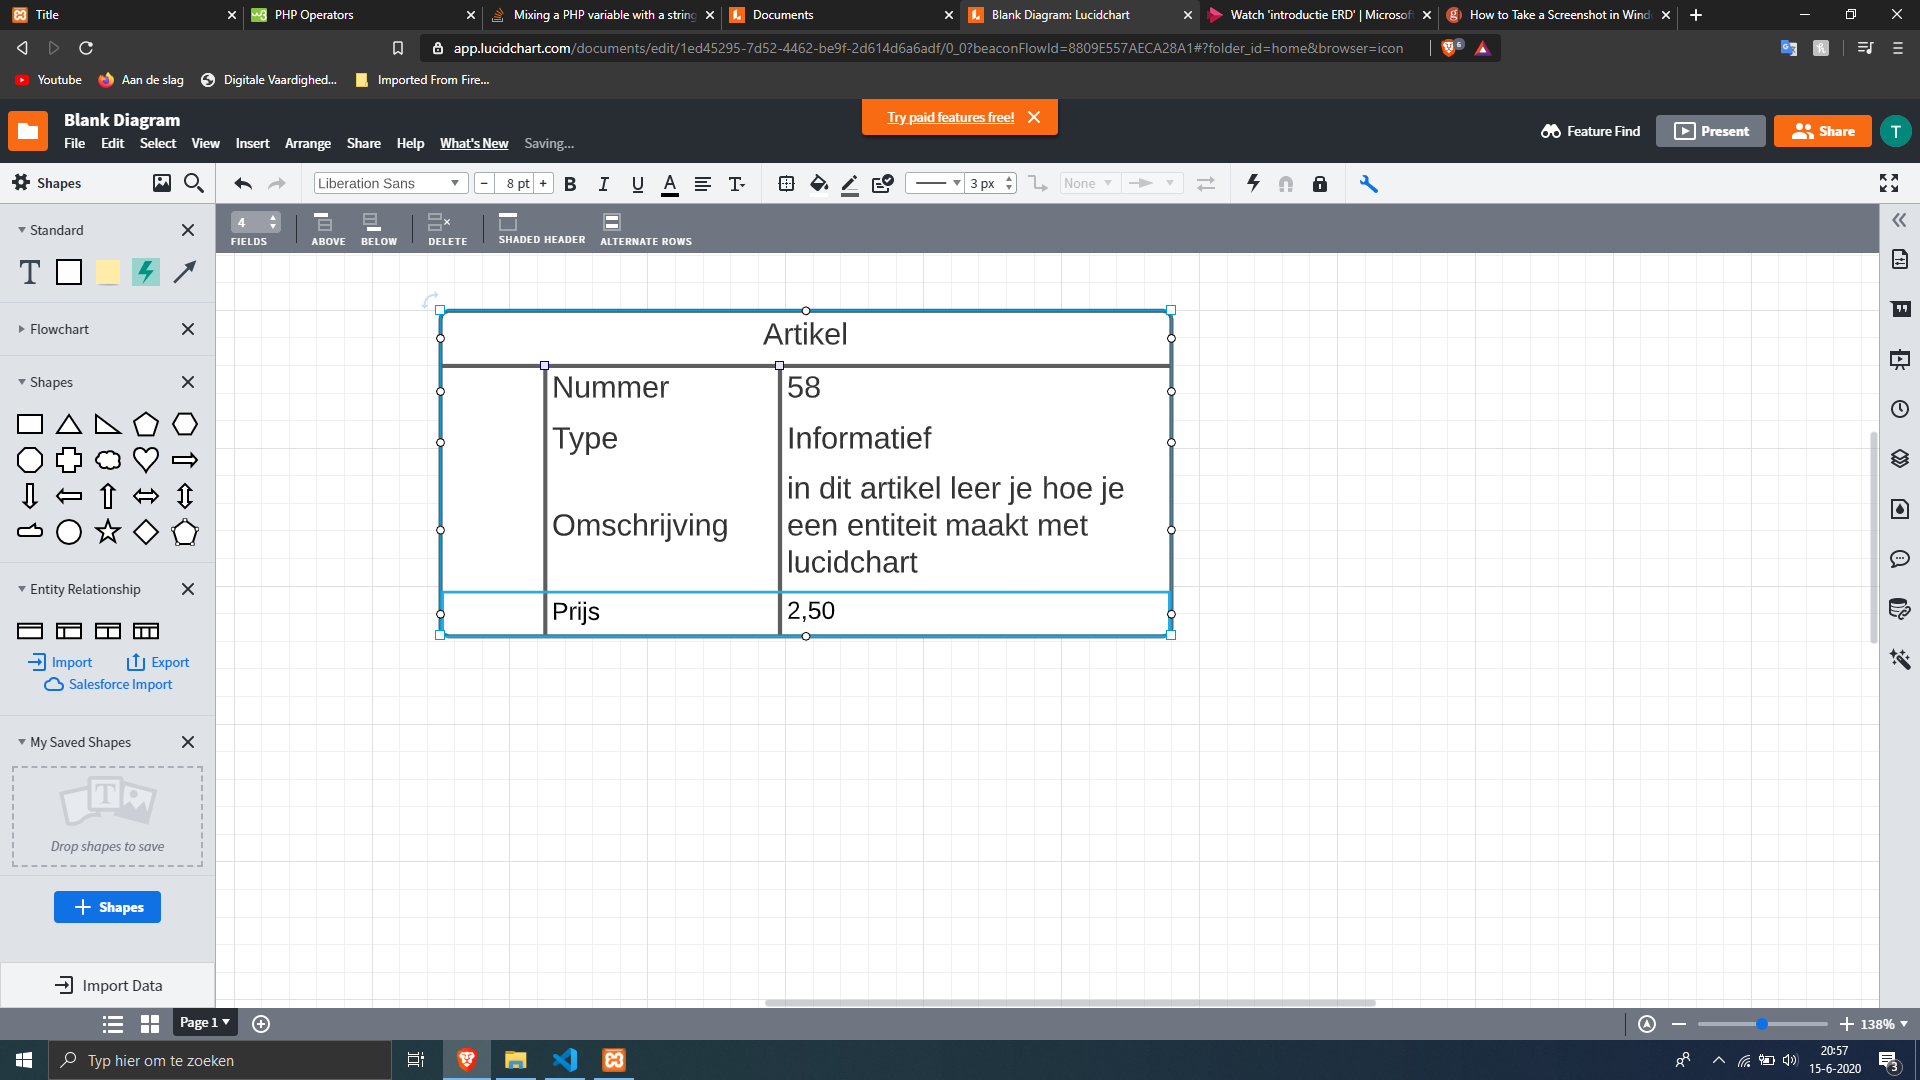 Title
PHP Operators
Mixing a PHP variable with a string
Documents
Blank Diagram: Lucidchart
Watch 'introductie ERD' | Microsof
How to Take a Screenshot in Wind
app.lucidchart.com/documents/edit/1ed45295-7d52-4462-be9f-2d614d6a6adf/0_0?beaconFlowId=8809E557AECA28A1#?folder_id=home&browser=icon
6
Youtube
Aan de slag
Digitale Vaardighed...
Imported From Fire...
Blank Diagram
Try paid features free!
File Edit Select View Insert Arrange Share Help What's New Saving...
Feature Find
Present
Share
T
Shapes
Liberation Sans
- 8 pt +
B I U A T
3 px
None
4
FIELDS
ABOVE
BELOW
DELETE
SHADED HEADER
ALTERNATE ROWS
Standard
T
Flowchart
Shapes
Entity Relationship
Import
Export
Salesforce Import
My Saved Shapes
T
Drop shapes to save
+ Shapes
Import Data
Artikel
Nummer 58
Type Informatief
Omschrijving
in dit artikel leer je hoe je
een entiteit maakt met
lucidchart
Prijs 2,50
Page 1
138%
Typ hier om te zoeken
20:57
15-6-2020
3